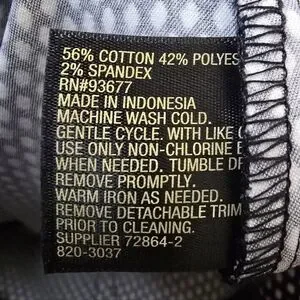 56% COTTON 42% POLYES
2% SPANDEX
RN#93677
MADE IN INDONESIA
MACHINE WASH COLD.
GENTLE CYCLE. WITH LIKE
USE ONLY NON-CHLORINE
WHEN NEEDED. TUMBLE
REMOVE PROMPTLY.
WARM IRON AS NEEDED.
REMOVE DETACHABLE TRIM
PRIOR TO CLEANING.
SUPPLIER 72864-2
820-3037